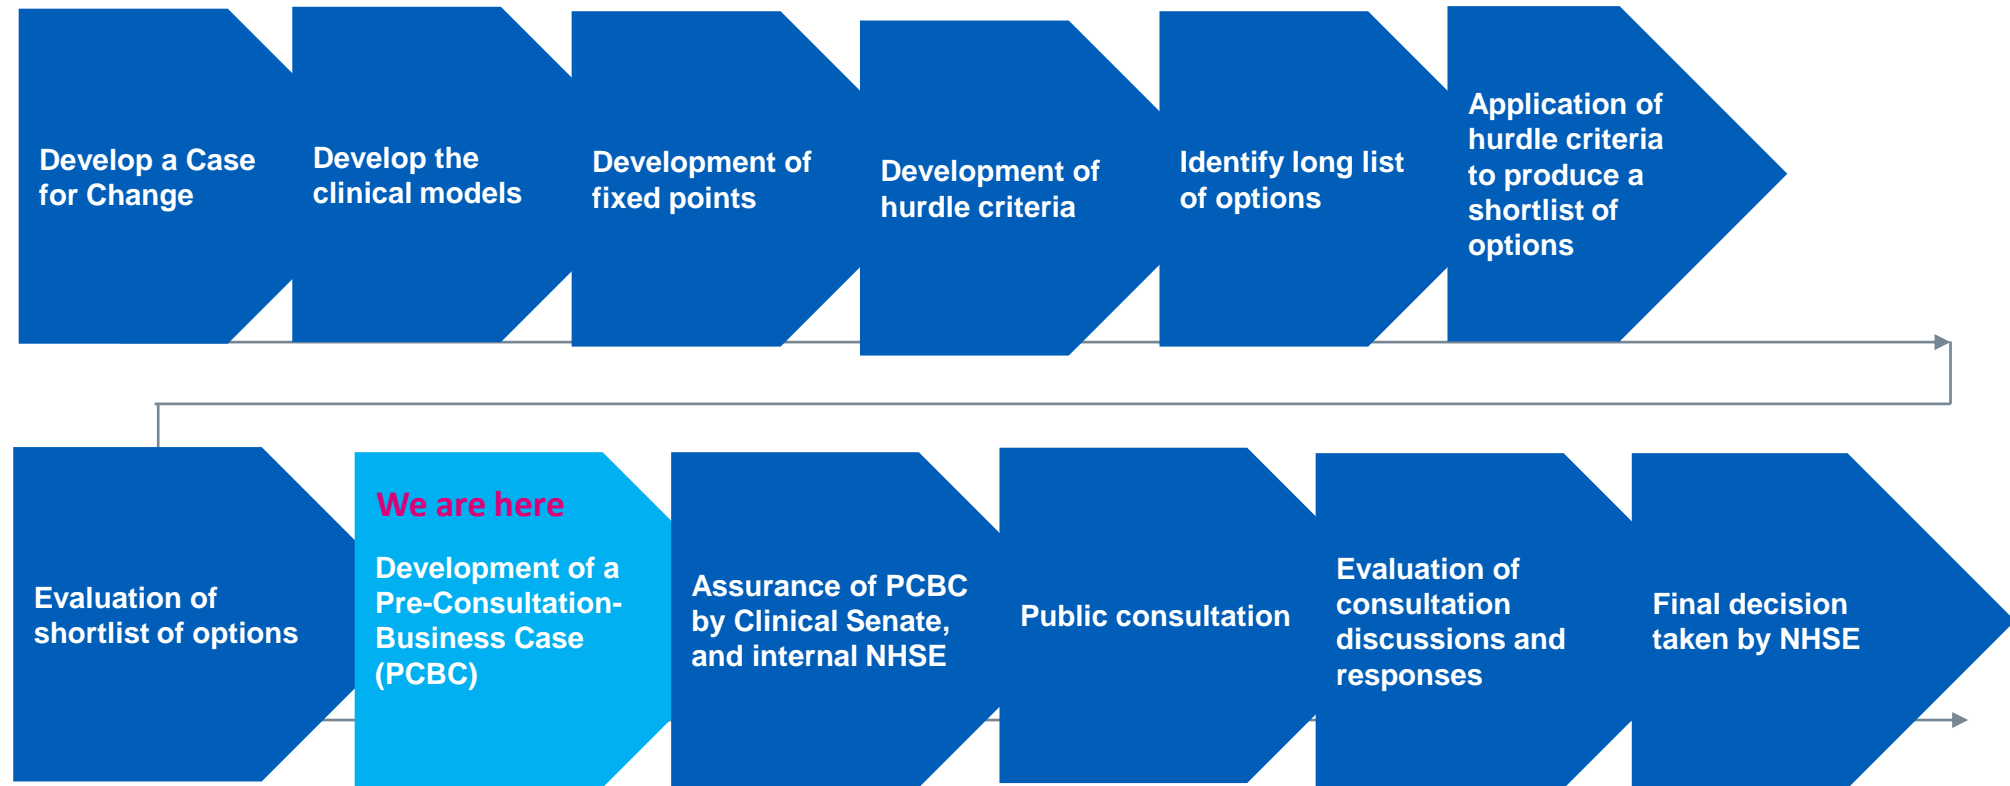 Develop a Case
for Change
Develop the
clinical models
Development of
fixed points
Development of
hurdle criteria
Identify long list
of options
Application of
hurdle criteria
to produce a
shortlist of
options
Evaluation of
shortlist of options
We are here
Development of a
Pre-Consultation-
Business Case
(PCBC)
Assurance of PCBC
by Clinical Senate,
and internal NHSE
Public consultation
Evaluation of
consultation
discussions and
responses
Final decision
taken by NHSE